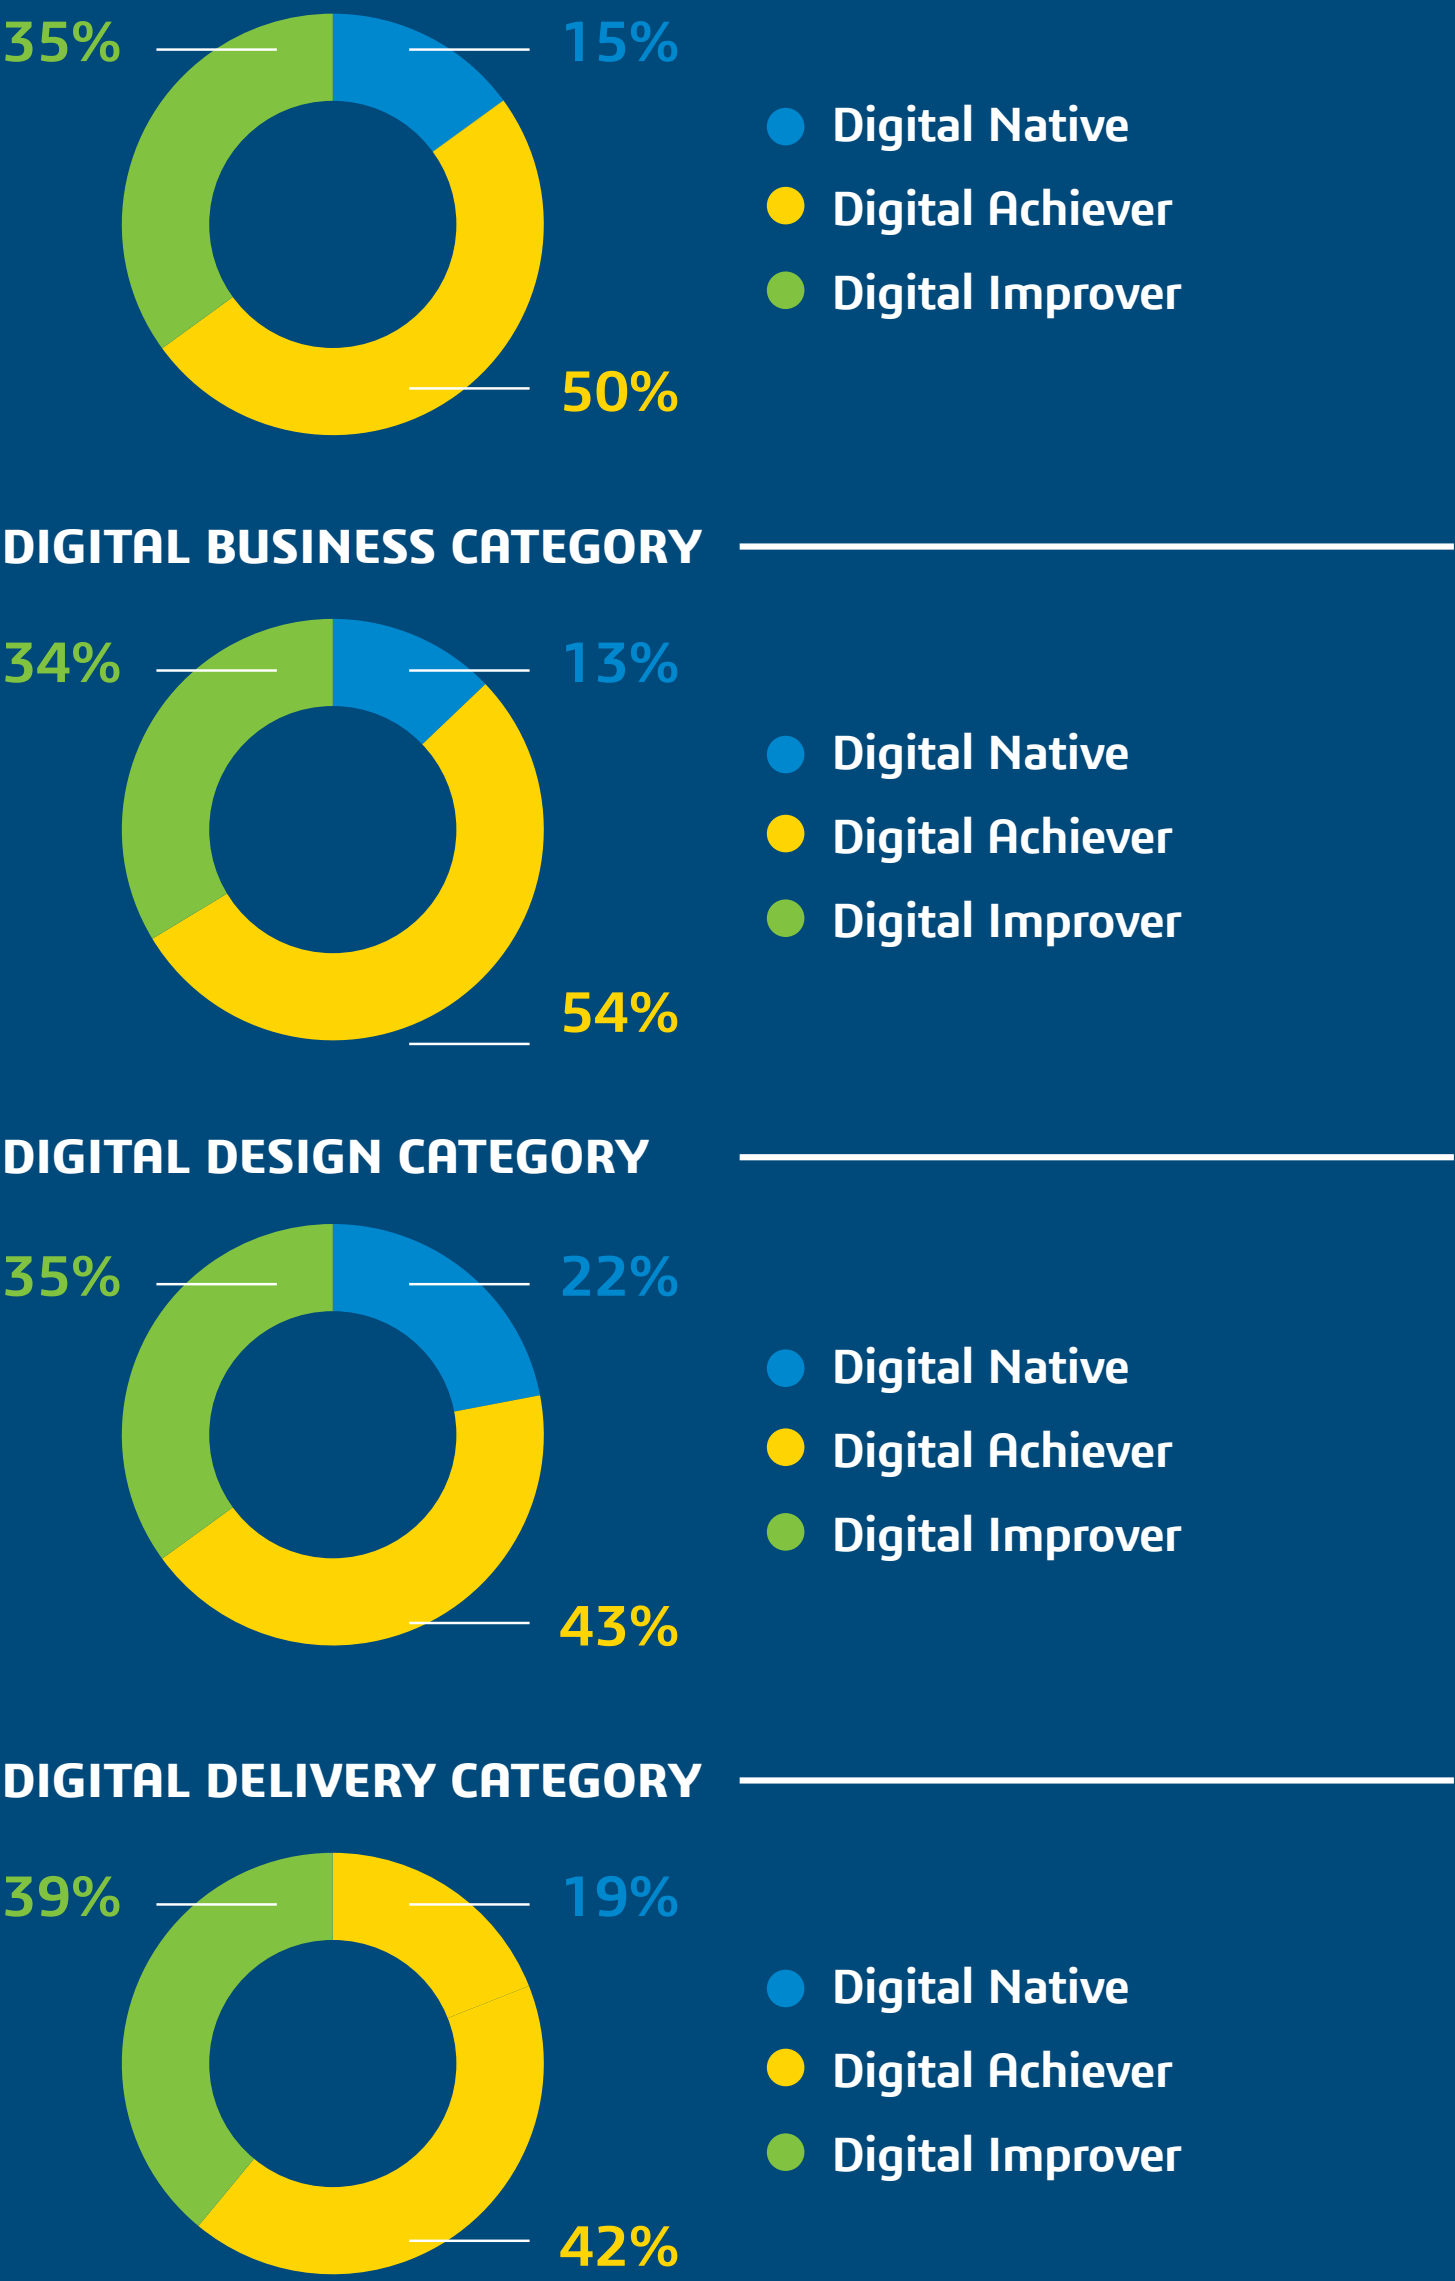 35%
15%
Digital Native
Digital Achiever
Digital Improver
50%
DIGITAL BUSINESS CATEGORY
34%
13%
Digital Native
Digital Achiever
Digital Improver
54%
DIGITAL DESIGN CATEGORY
35%
22%
Digital Native
Digital Achiever
Digital Improver
43%
DIGITAL DELIVERY CATEGORY
39%
19%
Digital Native
Digital Achiever
Digital Improver
42%